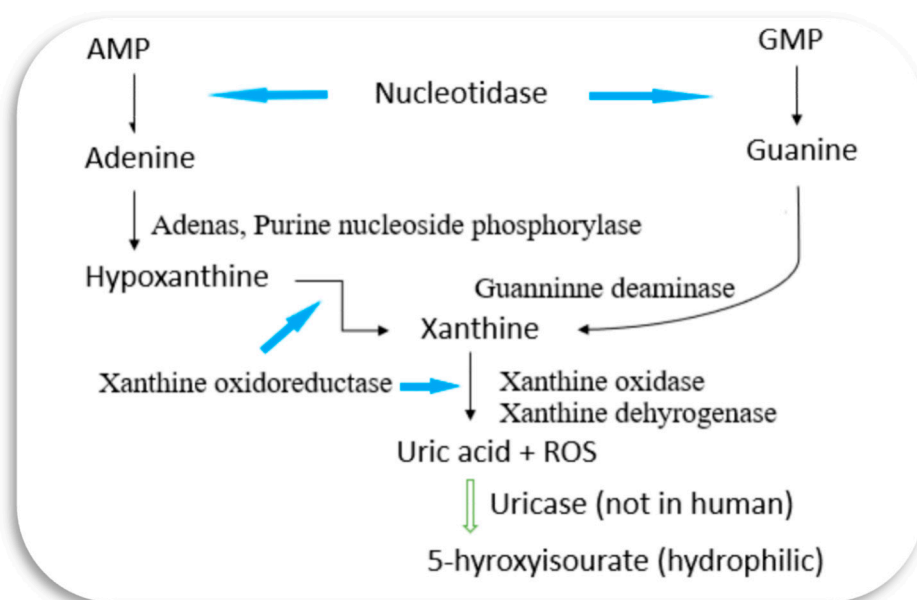 AMP
GMP
Nucleotidase
Adenine
Guanine
Adenas, Purine nucleoside phosphorylase
Hypoxanthine
Guanninne deaminase
Xanthine
Xanthine oxidoreductase
Xanthine oxidase
Xanthine dehyrogenase
Uric acid + ROS
Uricase (not in human)
5-hyroxyisourate (hydrophilic)